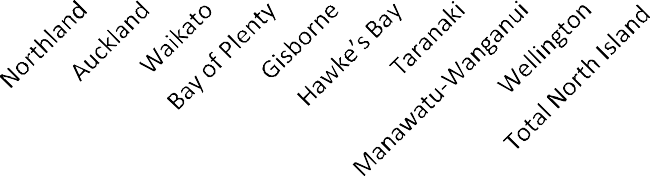 Northland
Auckland
Waikato
Bay of Plenty
Gisborne
Hawke's Bay
Taranaki
Manawatu-Wanganui
Wellington
Total North Island